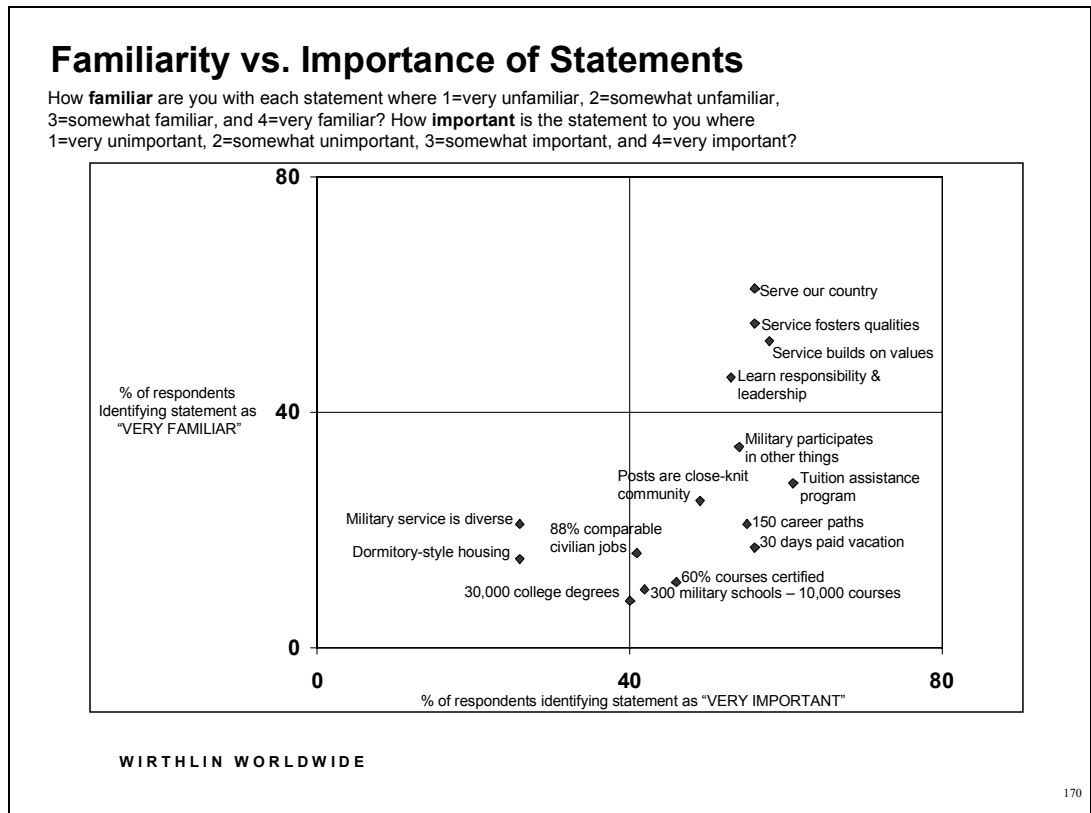 Familiarity vs. Importance of Statements
How familiar are you with each statement where 1=very unfamiliar, 2=somewhat unfamiliar,
3=somewhat familiar, and 4=very familiar? How important is the statement to you where
1=very unimportant, 2=somewhat unimportant, 3=somewhat important, and 4=very important?
80
Serve our country
Service fosters qualities
Service builds on values
Learn responsibility &
leadership
% of respondents
Identifying statement as
“VERY FAMILIAR”
40
Military participates
in other things
Posts are close-knit
community
Tuition assistance
program
Military service is diverse
88% comparable
civilian jobs
150 career paths
30 days paid vacation
Dormitory-style housing
60% courses certified
30,000 college degrees
300 military schools – 10,000 courses
0
0
40
80
% of respondents identifying statement as “VERY IMPORTANT”
WIRTHLIN WORLDWIDE
170